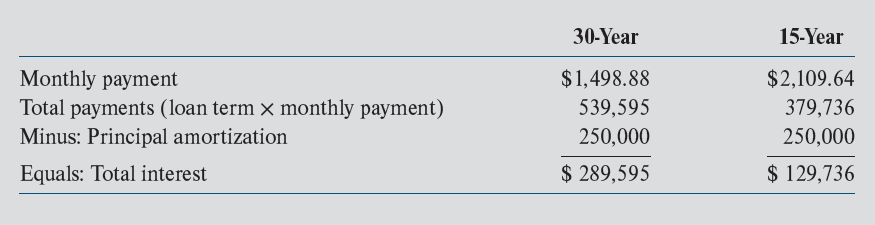 30-Year 15-Year
Monthly payment $1,498.88 $2,109.64
Total payments (loan term × monthly payment) 539,595 379,736
Minus: Principal amortization 250,000 250,000
Equals: Total interest $ 289,595 $ 129,736